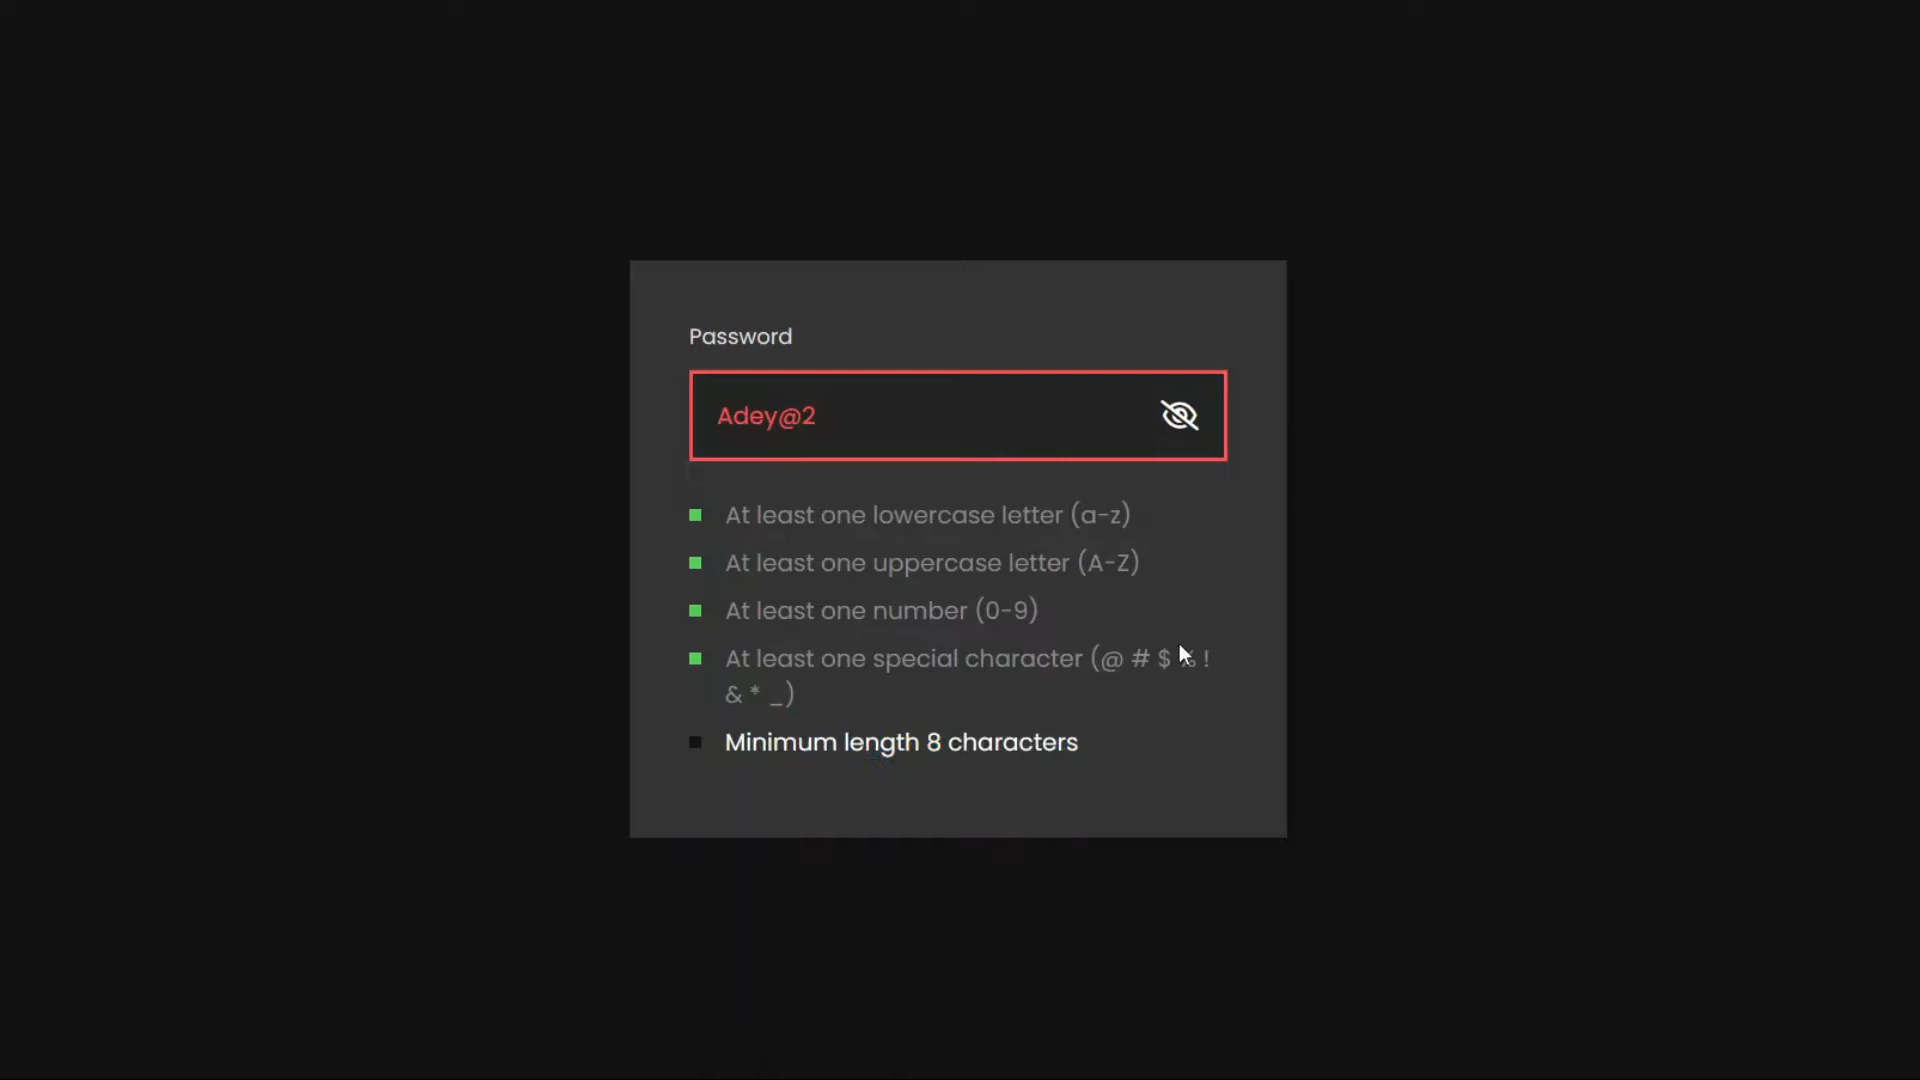 Password
Adey@2
At least one lowercase letter (a-z)
At least one uppercase letter (A-Z)
At least one number (0-9)
At least one special character (@ # $ % !
& * _)
Minimum length 8 characters